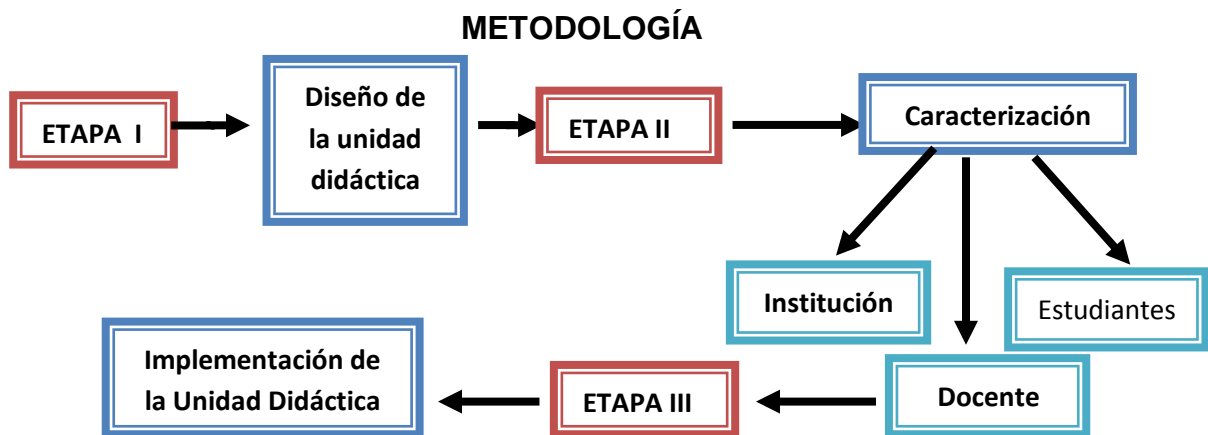 METODOLOGÍA
ETAPA I
Diseño de
la unidad
didáctica
ETAPA II
Caracterización
Institución
Estudiantes
Docente
ETAPA III
Implementación de
la Unidad Didáctica